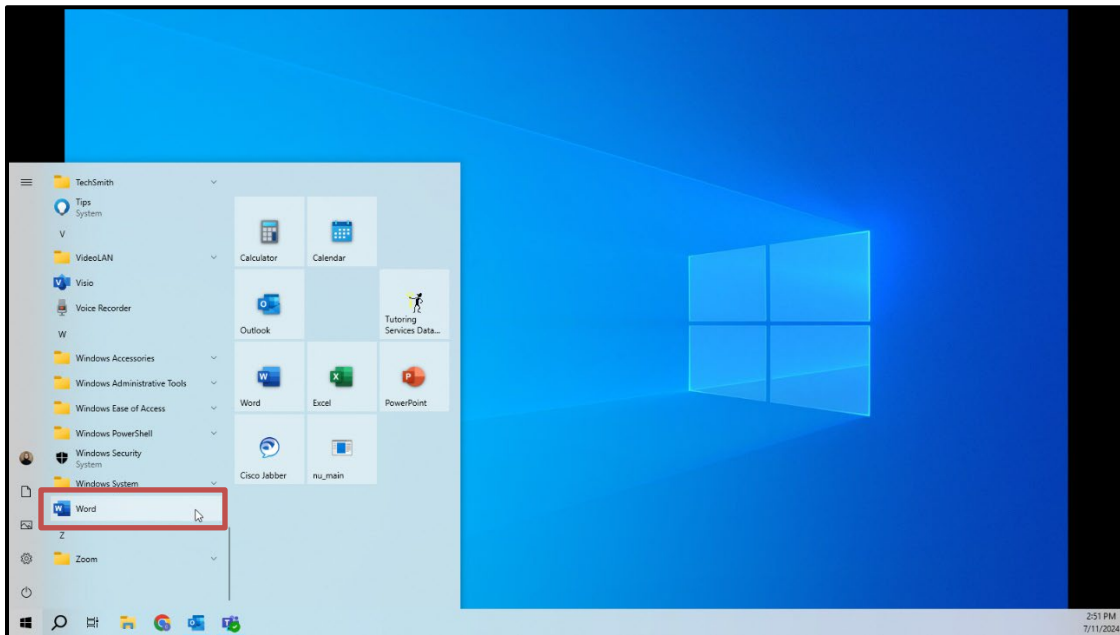 TechSmith
Tips
System
V
VideoLAN
Visio
Voice Recorder
W
Windows Accessories
Windows Administrative Tools
Windows Ease of Access
Windows PowerShell
Windows Security
System
Windows System
Word
Z
Zoom
Calculator
Calendar
Outlook
Tutoring
Services Data...
Word
Excel
PowerPoint
Cisco Jabber
nu_main
2:51 PM
7/11/2024